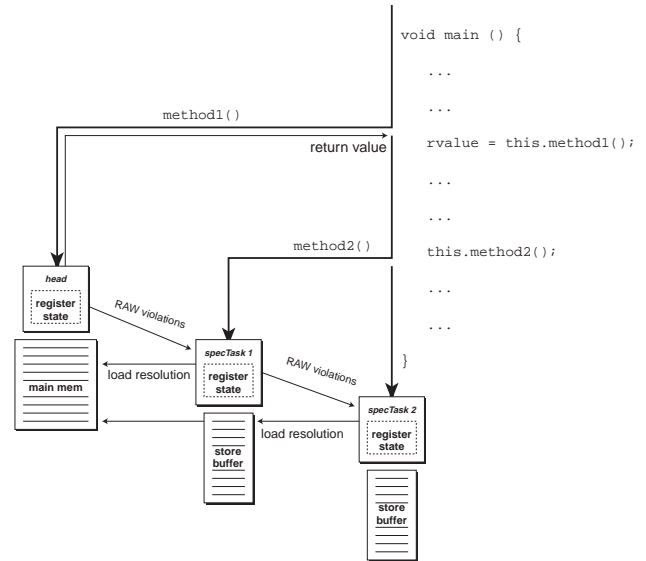 void main () {
...
method1()
...
return value
rvalue = this.method1();
...
...
method2()
this.method2();
head
register
state
...
RAW violations
...
specTask 1
register
state
load resolution
main mem
RAW violations
}
specTask 2
register
state
load resolution
store
buffer
store
buffer